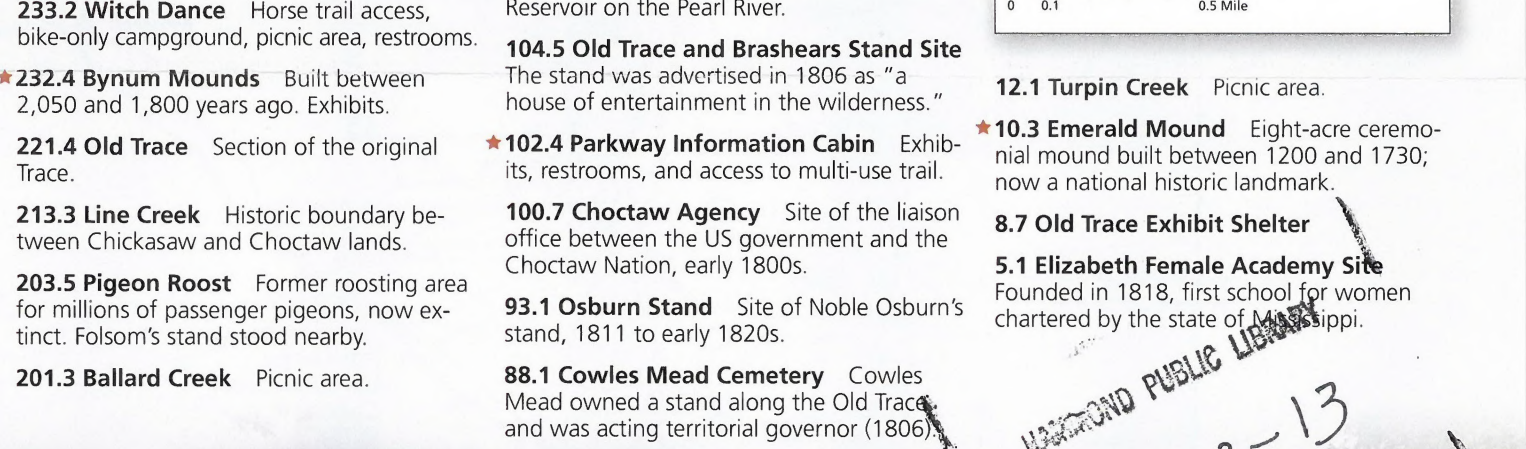 233.2 Witch Dance Horse trail access,
bike-only campground, picnic area, restrooms.
232.4 Bynum Mounds Built between
2,050 and 1,800 years ago. Exhibits.
221.4 Old Trace Section of the original
Trace.
213.3 Line Creek Historic boundary be-
tween Chickasaw and Choctaw lands.
203.5 Pigeon Roost Former roosting area
for millions of passenger pigeons, now ex-
tinct. Folsom's stand stood nearby.
201.3 Ballard Creek Picnic area.
Reservoir on the Pearl River.
104.5 Old Trace and Brashears Stand Site
The stand was advertised in 1806 as "a
house of entertainment in the wilderness."
102.4 Parkway Information Cabin Exhib-
its, restrooms, and access to multi-use trail.
100.7 Choctaw Agency Site of the liaison
office between the US government and the
Choctaw Nation, early 1800s.
93.1 Osburn Stand Site of Noble Osburn's
stand, 1811 to early 1820s.
88.1 Cowles Mead Cemetery Cowles
Mead owned a stand along the Old Trace
and was acting territorial governor (1806).
0 0.1 0.5 Mile
12.1 Turpin Creek Picnic area.
10.3 Emerald Mound Eight-acre ceremo-
nial mound built between 1200 and 1730;
now a national historic landmark.
8.7 Old Trace Exhibit Shelter
5.1 Elizabeth Female Academy Site
Founded in 1818, first school for women
chartered by the state of Mississippi.
PUBLIC LIBRARY
-13